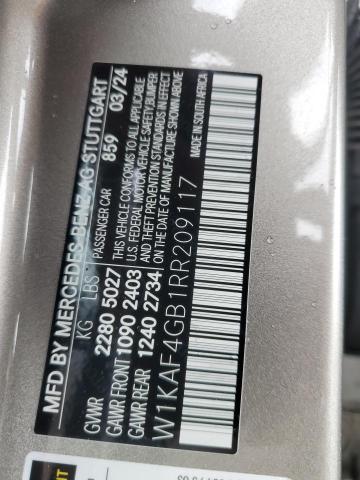 MFD BY MERCEDES-BENZ AG STUTTGART
KG LBS PASSENGER CAR 859 03/24
GVWR 2280 5027 THIS VEHICLE CONFORMS TO ALL APPLICABLE
U.S. FEDERAL MOTOR VEHICLE SAFETY, BUMPER
GAWR FRONT 1090 2403 AND THEFT PREVENTION STANDARDS IN EFFECT
GAWR REAR 1240 2734 ON THE DATE OF MANUFACTURE SHOWN ABOVE
W1KAF4GB1RR209117 MADE IN SOUTH AFRICA